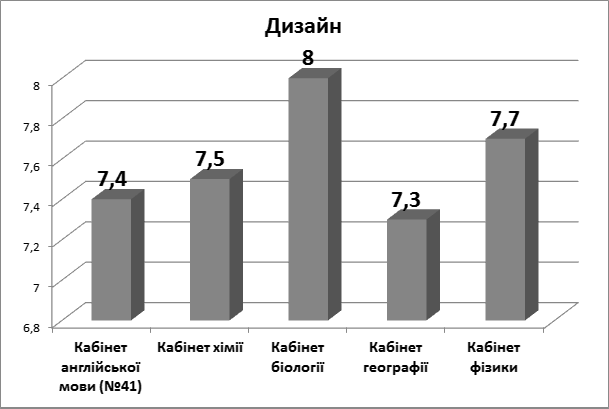 Дизайн
8
7,8
7,6
7,4
7,2
7
6,8
7,4
7,5
8
7,3
7,7
Кабінет
англійської
мови (№41)
Кабінет хімії
Кабінет
біології
Кабінет
географії
Кабінет
фізики